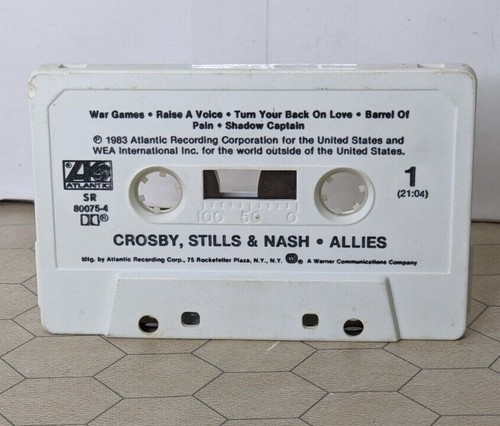 War Games • Raise A Voice • Turn Your Back On Love • Barrel Of
Pain • Shadow Captain
℗ 1983 Atlantic Recording Corporation for the United States and
WEA International Inc. for the world outside of the United States.
ATLANTIC
SR
80075-4
1
(21:04)
100 50 0
CROSBY, STILLS & NASH • ALLIES
Mfg. by Atlantic Recording Corp., 75 Rockefeller Plaza, N.Y., N.Y. ® A Warner Communications Company